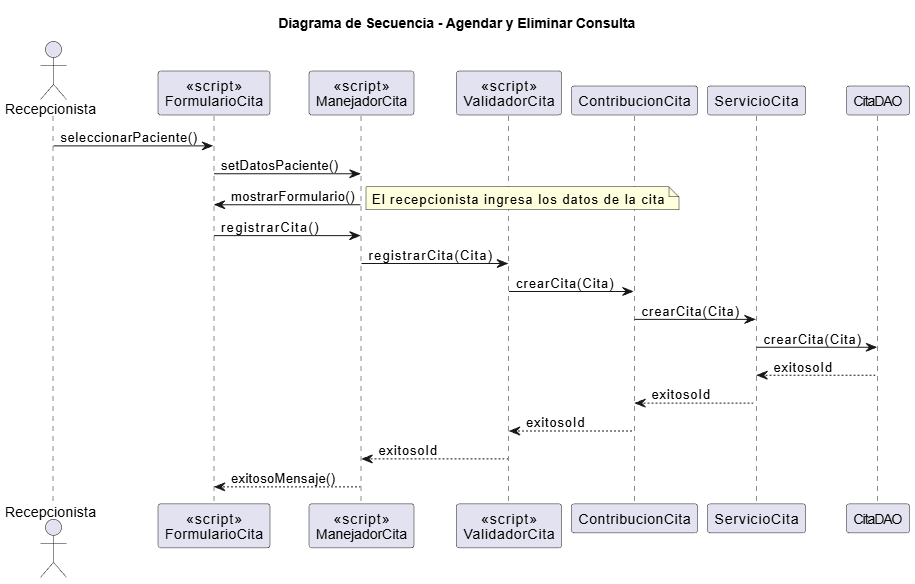 Diagrama de Secuencia - Agendar y Eliminar Consulta
Recepcionista
«script»
FormularioCita
«script»
ManejadorCita
«script»
ValidadorCita
ContribucionCita
ServicioCita
CitaDAO
seleccionarPaciente()
setDatosPaciente()
mostrarFormulario()
El recepcionista ingresa los datos de la cita
registrarCita()
registrarCita(Cita)
crearCita(Cita)
crearCita(Cita)
crearCita(Cita)
exitosoId
exitosoId
exitosoId
exitosoId
exitosoMensaje()
Recepcionista
«script»
FormularioCita
«script»
ManejadorCita
«script»
ValidadorCita
ContribucionCita
ServicioCita
CitaDAO